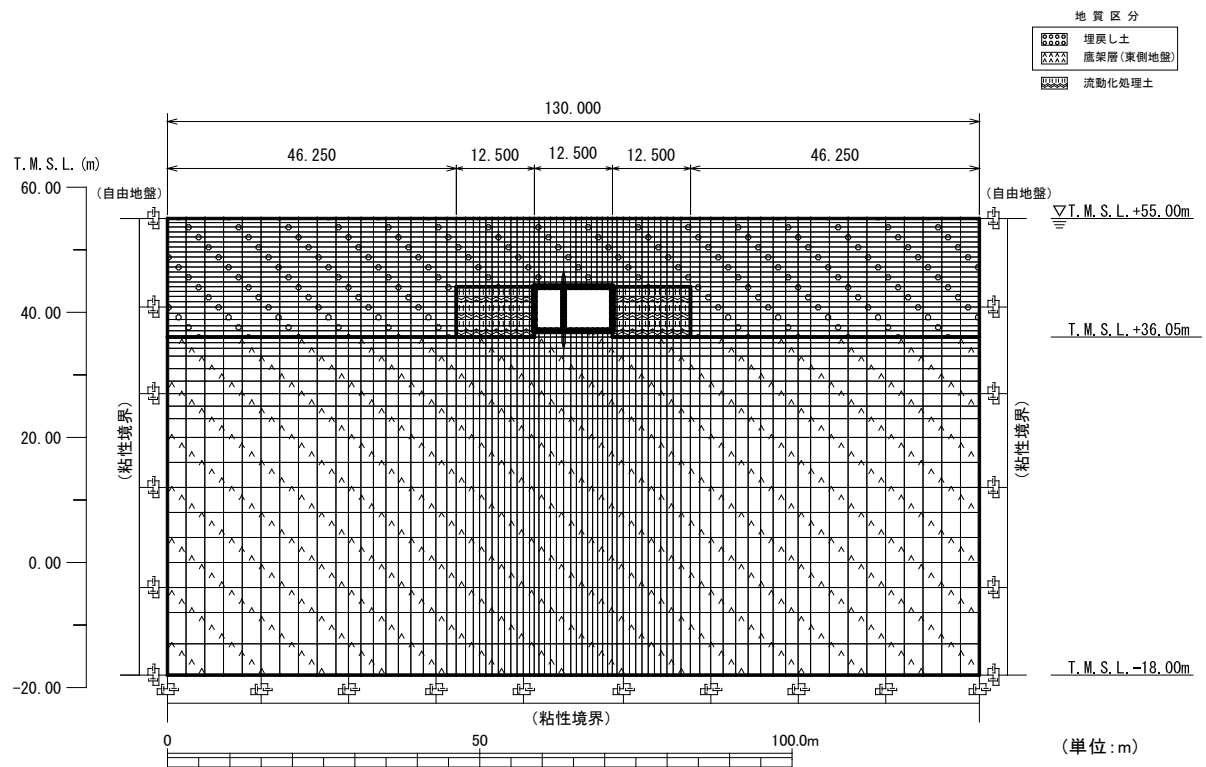 地質区分
埋戻し土
鷹架層(東側地盤)
流動化処理土
130.000
46.250 12.500 12.500 12.500 46.250
T.M.S.L.(m)
60.00
(自由地盤) (自由地盤)
T.M.S.L.+55.00m
40.00
T.M.S.L.+36.05m
20.00
(粘性境界) (粘性境界)
0.00
T.M.S.L.-18.00m
-20.00
(粘性境界)
0 50 100.0m
(単位:m)